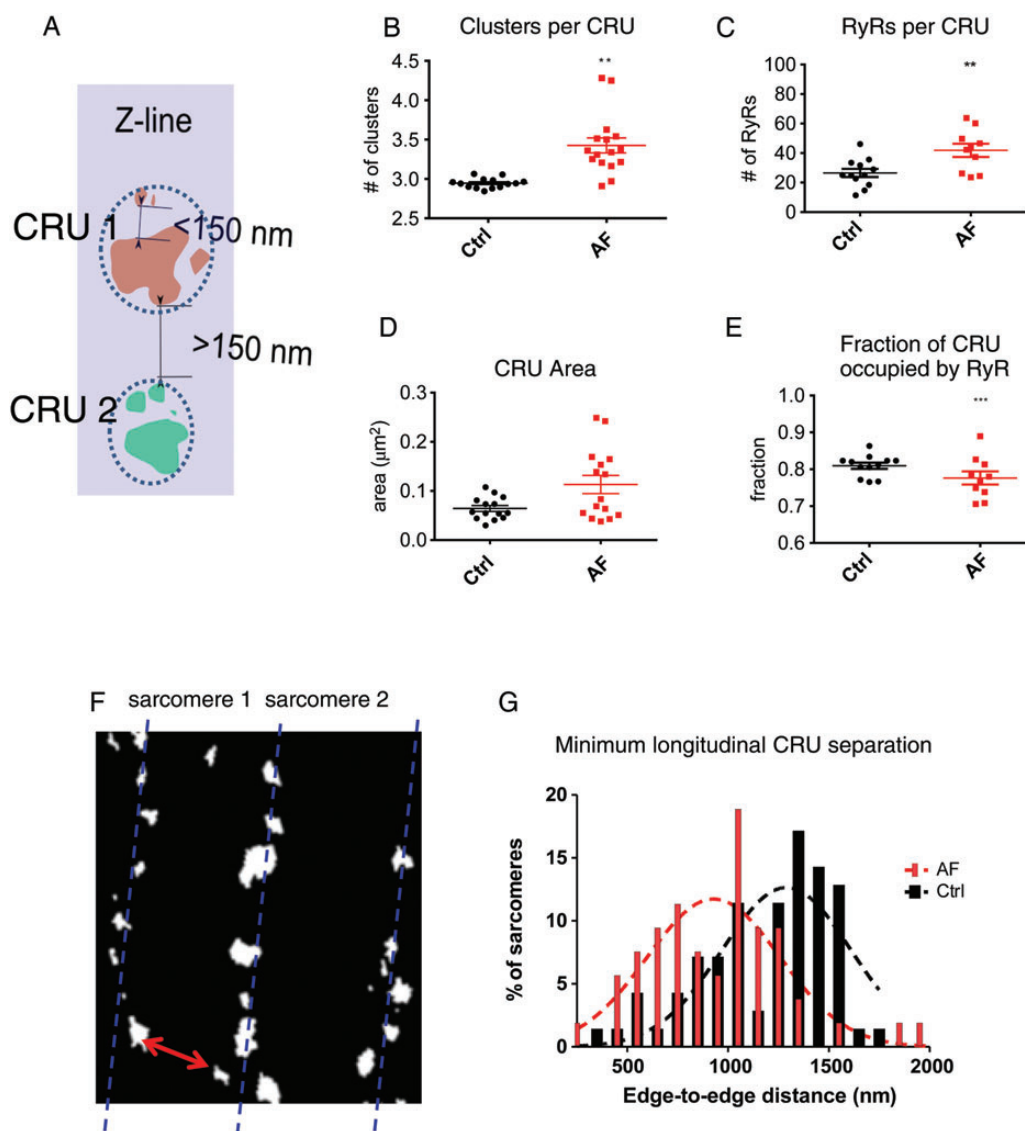 A
Z-line
CRU 1
<150 nm
>150 nm
CRU 2
B
Clusters per CRU
**
# of clusters
4.5
4.0
3.5
3.0
2.5
Ctrl
AF
C
RyRs per CRU
**
# of RyRs
100
80
60
40
20
0
Ctrl
AF
D
CRU Area
area (µm²)
0.3
0.2
0.1
0.0
Ctrl
AF
E
Fraction of CRU
occupied by RyR
***
fraction
1.0
0.9
0.8
0.7
0.6
Ctrl
AF
F
sarcomere 1 sarcomere 2
G
Minimum longitudinal CRU separation
% of sarcomeres
20
15
10
5
0
AF
Ctrl
500 1000 1500 2000
Edge-to-edge distance (nm)